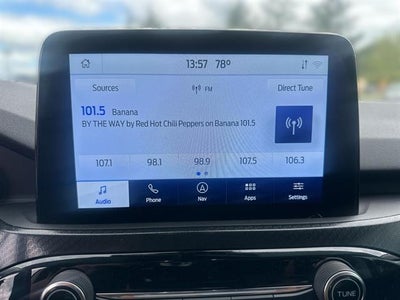 13:57 78°
Sources FM Direct Tune
101.5 Banana
BY THE WAY by Red Hot Chili Peppers on Banana 101.5
107.1 98.1 98.9 107.5 106.3
Audio Phone Nav Apps Settings
TUNE